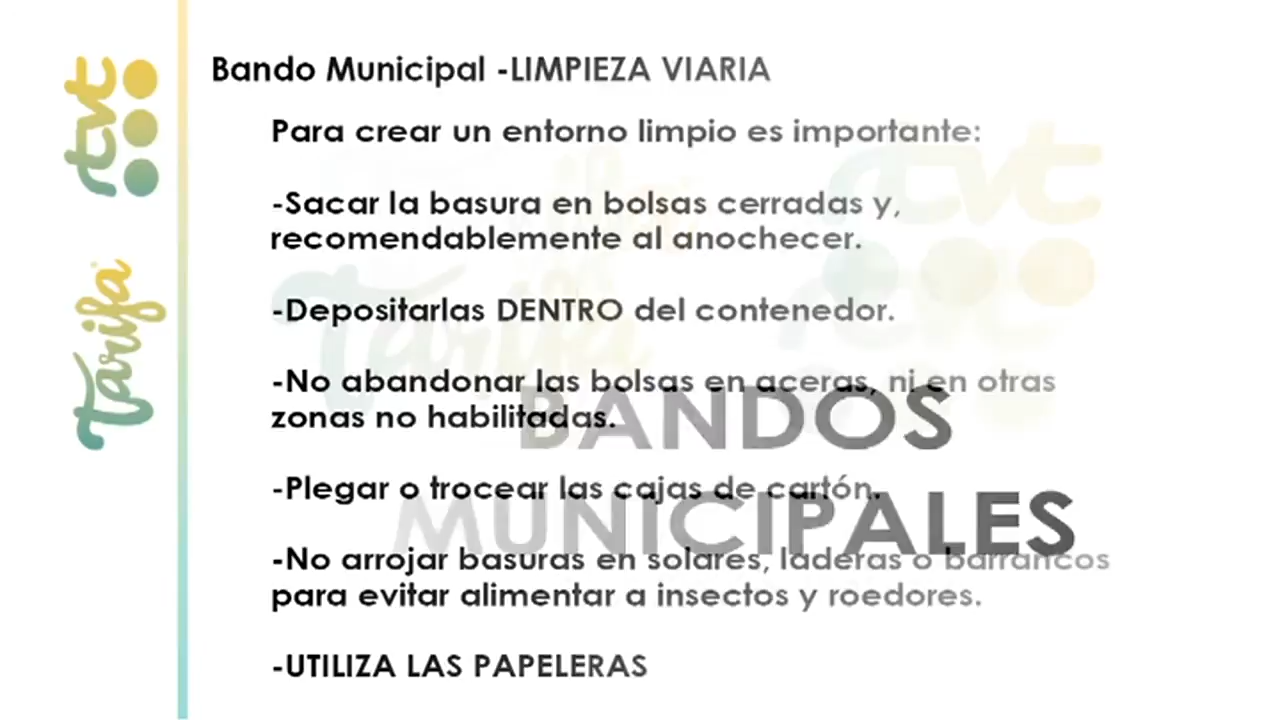 rtvt
Tarifa
Bando Municipal -LIMPIEZA VIARIA
Para crear un entorno limpio es importante:
-Sacar la basura en bolsas cerradas y,
recomendablemente al anochecer.
-Depositarlas DENTRO del contenedor.
-No abandonar las bolsas en aceras, ni en otras
zonas no habilitadas.
-Plegar o trocear las cajas de cartón.
-No arrojar basuras en solares, laderas o barrancos
para evitar alimentar a insectos y roedores.
-UTILIZA LAS PAPELERAS
BANDOS
MUNICIPALES
Tarifa
rtvt